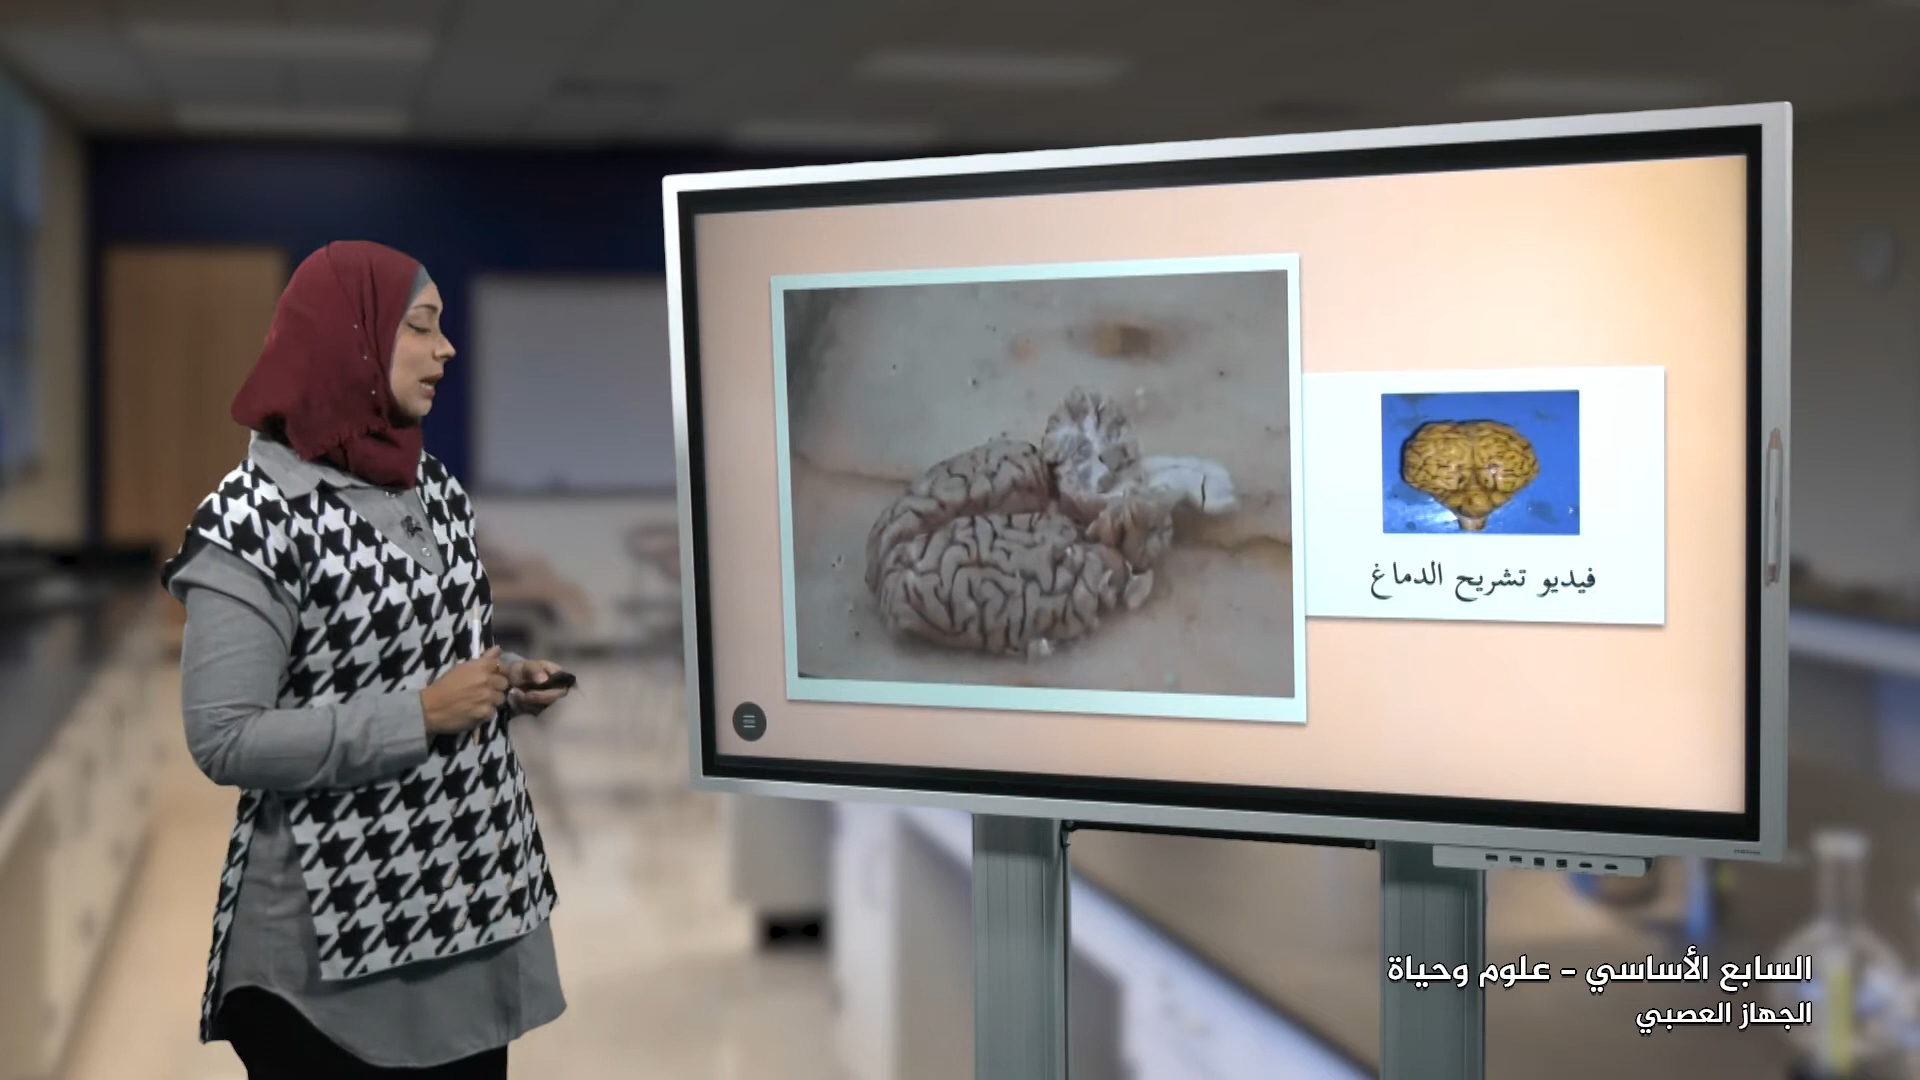 فيديو تشريح الدماغ
السابع الأساسي - علوم وحياة
الجهاز العصبي